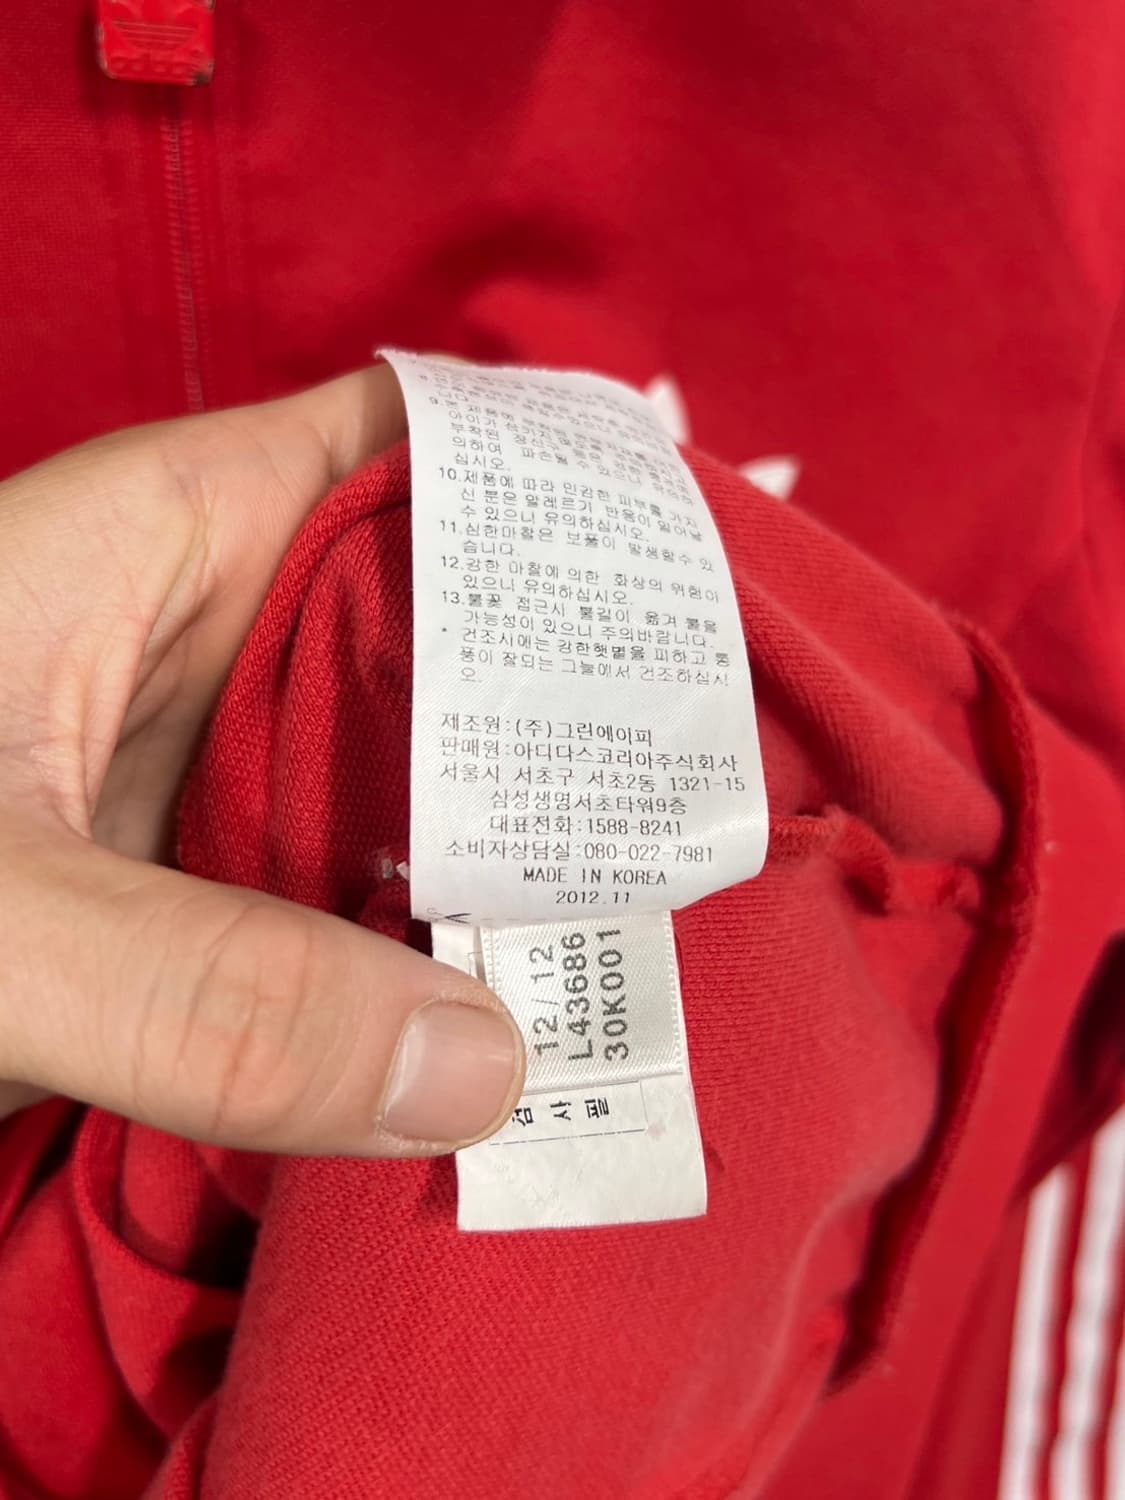 9.본 제품에
십시오.
10.제품에 따라 민감한 피부를 가지
신 분은 알레르기 반응이 일어날
수 있으니 유의하십시오.
11.심한마찰은 보풀이 발생할수 있
습니다.
12.강한 마찰에 의한 화상의 위험이
있으니 유의하십시오.
13.불꽃 접근시 불길이 옮겨 붙을
가능성이 있으니 주의바랍니다.
* 건조시에는 강한햇볕을 피하고 통
풍이 잘되는 그늘에서 건조하십시
오.
제조원:(주)그린에이피
판매원:아디다스코리아주식회사
서울시 서초구 서초2동 1321-15
삼성생명서초타워9층
대표전화:1588-8241
소비자상담실:080-022-7981
MADE IN KOREA
2012.11
12/12
L43686
30K001
검사필